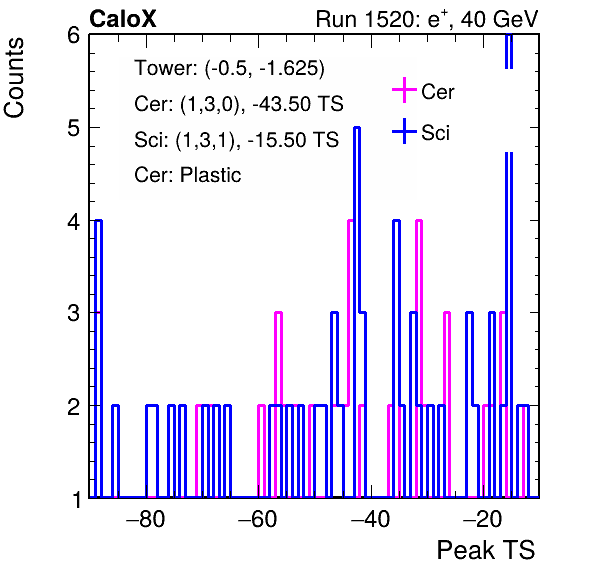 CaloX Run 1520: e⁺, 40 GeV
Counts
Tower: (-0.5, -1.625)
Cer: (1,3,0), -43.50 TS
Sci: (1,3,1), -15.50 TS
Cer: Plastic
Cer
Sci
6
5
4
3
2
1
−80 −60 −40 −20
Peak TS